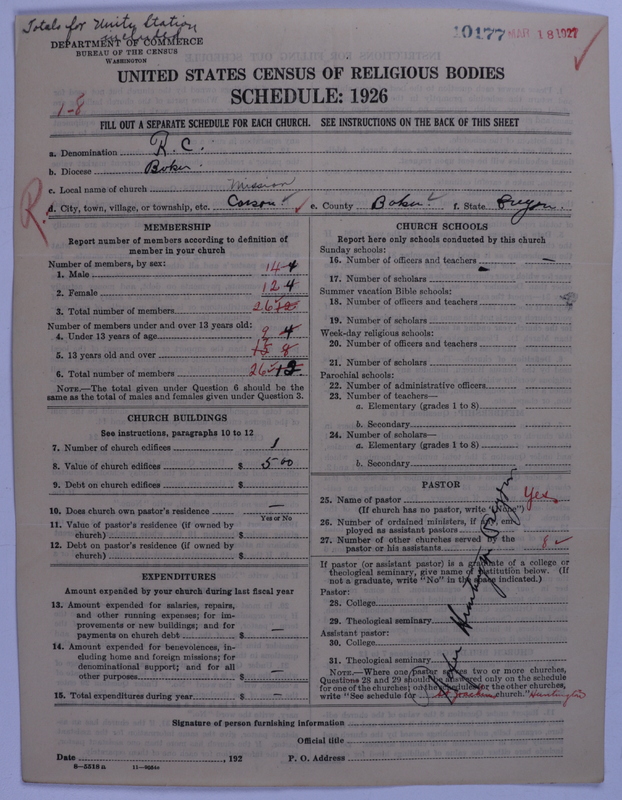 Totals for Unity Station
included
10177 MAR 18 1927
DEPARTMENT OF COMMERCE
BUREAU OF THE CENSUS
WASHINGTON
UNITED STATES CENSUS OF RELIGIOUS BODIES
SCHEDULE: 1926
1-8
FILL OUT A SEPARATE SCHEDULE FOR EACH CHURCH. SEE INSTRUCTIONS ON THE BACK OF THIS SHEET
a. Denomination R. C.
b. Diocese Baker.
c. Local name of church Mission
d. City, town, village, or township, etc. Carson e. County Baker f. State Oregon.
R.
MEMBERSHIP
Report number of members according to definition of
member in your church
Number of members, by sex:
1. Male 14 4
2. Female 12 4
3. Total number of members 26 12
Number of members under and over 13 years old:
4. Under 13 years of age 9 4
5. 13 years old and over 15 8
6. Total number of members 26 12.
NOTE.—The total given under Question 6 should be the
same as the total of males and females given under Question 3.
CHURCH BUILDINGS
See instructions, paragraphs 10 to 12
7. Number of church edifices 1
8. Value of church edifices $ 500
9. Debt on church edifices $
10. Does church own pastor's residence —
Yes or No
11. Value of pastor's residence (if owned by
church) $
12. Debt on pastor's residence (if owned by
church) $
EXPENDITURES
Amount expended by your church during last fiscal year
13. Amount expended for salaries, repairs,
and other running expenses; for im-
provements or new buildings; and for
payments on church debt $ —
14. Amount expended for benevolences, in-
cluding home and foreign missions; for
denominational support; and for all
other purposes $ —
15. Total expenditures during year $ —
CHURCH SCHOOLS
Report here only schools conducted by this church
Sunday schools:
16. Number of officers and teachers —
17. Number of scholars
Summer vacation Bible schools:
18. Number of officers and teachers
19. Number of scholars
Week-day religious schools:
20. Number of officers and teachers
21. Number of scholars
Parochial schools:
22. Number of administrative officers
23. Number of teachers—
a. Elementary (grades 1 to 8)
b. Secondary
24. Number of scholars—
a. Elementary (grades 1 to 8)
b. Secondary
PASTOR
25. Name of pastor Yes
(If church has no pastor, write "None")
26. Number of ordained ministers, if any, em-
ployed as assistant pastors
27. Number of other churches served by the
pastor or his assistants 8
If pastor (or assistant pastor) is a graduate of a college or
theological seminary, give name of institution below. (If
not a graduate, write "No" in the space indicated.)
Pastor:
28. College
29. Theological seminary
Assistant pastor:
30. College
31. Theological seminary
NOTE.—Where one pastor serves two or more churches,
Questions 28 and 29 should be answered only on the schedule
for one of the churches; on the schedules for the other churches,
write "See schedule for church." Huntington
Huntington Oregon
Signature of person furnishing information
Official title
Date , 192 P. O. Address
8—5318 a